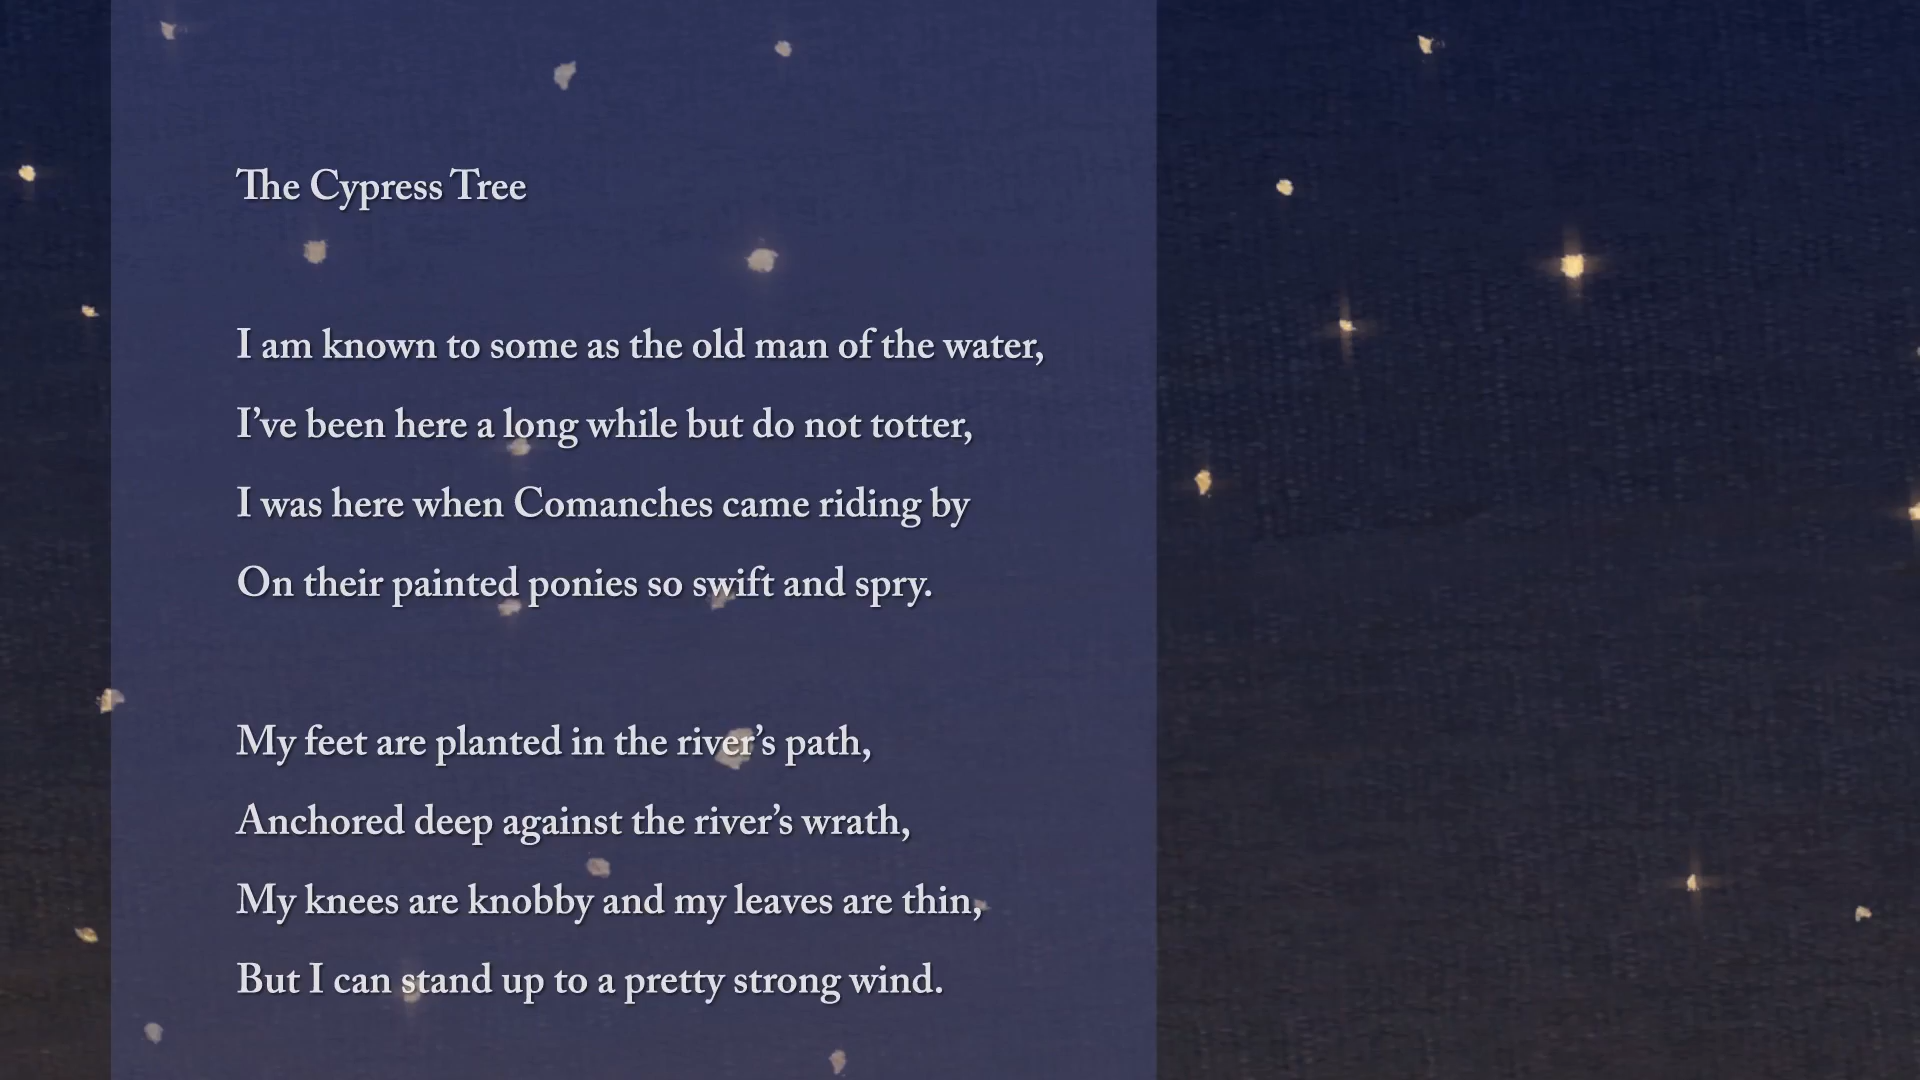 The Cypress Tree
I am known to some as the old man of the water,
I’ve been here a long while but do not totter,
I was here when Comanches came riding by
On their painted ponies so swift and spry.
My feet are planted in the river’s path,
Anchored deep against the river’s wrath,
My knees are knobby and my leaves are thin,
But I can stand up to a pretty strong wind.